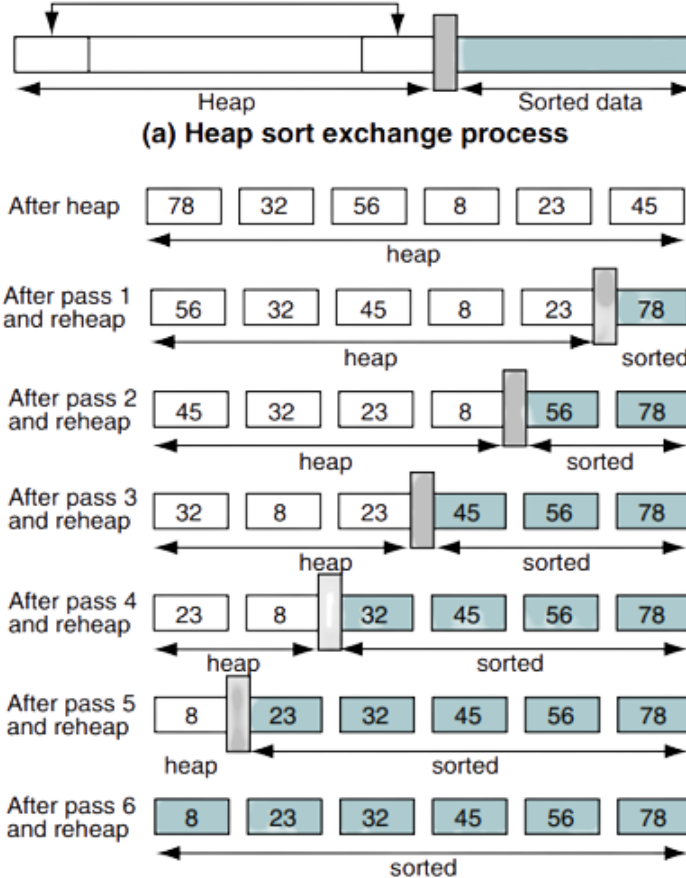 Heap Sorted data
(a) Heap sort exchange process
After heap 78 32 56 8 23 45
heap
After pass 1
and reheap 56 32 45 8 23 78
heap sorted
After pass 2
and reheap 45 32 23 8 56 78
heap sorted
After pass 3
and reheap 32 8 23 45 56 78
heap sorted
After pass 4
and reheap 23 8 32 45 56 78
heap sorted
After pass 5
and reheap 8 23 32 45 56 78
heap sorted
After pass 6
and reheap 8 23 32 45 56 78
sorted